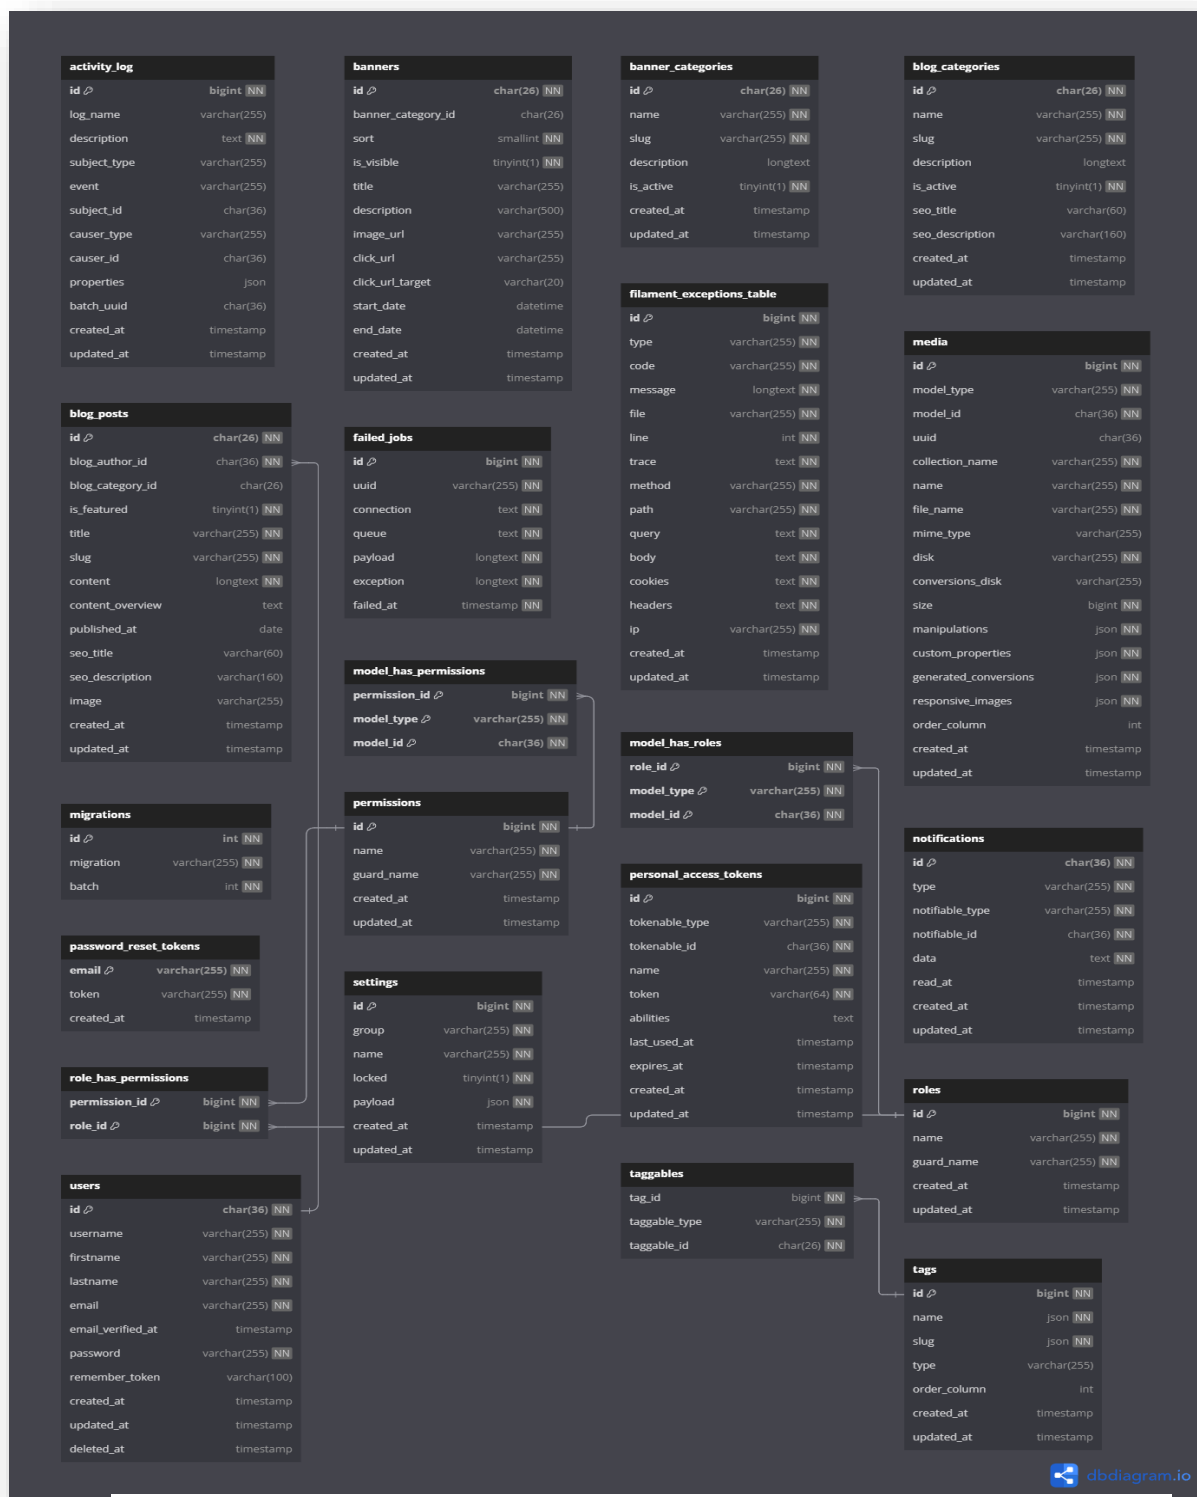 activity_log
id bigint NN
log_name varchar(255)
description text NN
subject_type varchar(255)
event varchar(255)
subject_id char(36)
causer_type varchar(255)
causer_id char(36)
properties json
batch_uuid char(36)
created_at timestamp
updated_at timestamp
banners
id char(26) NN
banner_category_id char(26)
sort smallint NN
is_visible tinyint(1) NN
title varchar(255)
description varchar(500)
image_url varchar(255)
click_url varchar(255)
click_url_target varchar(20)
start_date datetime
end_date datetime
created_at timestamp
updated_at timestamp
banner_categories
id char(26) NN
name varchar(255) NN
slug varchar(255) NN
description longtext
is_active tinyint(1) NN
created_at timestamp
updated_at timestamp
blog_categories
id char(26) NN
name varchar(255) NN
slug varchar(255) NN
description longtext
is_active tinyint(1) NN
seo_title varchar(60)
seo_description varchar(160)
created_at timestamp
updated_at timestamp
filament_exceptions_table
id bigint NN
type varchar(255) NN
code varchar(255) NN
message longtext NN
file varchar(255) NN
line int NN
trace text NN
method varchar(255) NN
path varchar(255) NN
query text NN
body text NN
cookies text NN
headers text NN
ip varchar(255) NN
created_at timestamp
updated_at timestamp
media
id bigint NN
model_type varchar(255) NN
model_id char(36) NN
uuid char(36)
collection_name varchar(255) NN
name varchar(255) NN
file_name varchar(255) NN
mime_type varchar(255)
disk varchar(255) NN
conversions_disk varchar(255)
size bigint NN
manipulations json NN
custom_properties json NN
generated_conversions json NN
responsive_images json NN
order_column int
created_at timestamp
updated_at timestamp
blog_posts
id char(26) NN
blog_author_id char(36) NN
blog_category_id char(26)
is_featured tinyint(1) NN
title varchar(255) NN
slug varchar(255) NN
content longtext NN
content_overview text
published_at date
seo_title varchar(60)
seo_description varchar(160)
image varchar(255)
created_at timestamp
updated_at timestamp
failed_jobs
id bigint NN
uuid varchar(255) NN
connection text NN
queue text NN
payload longtext NN
exception longtext NN
failed_at timestamp NN
model_has_permissions
permission_id bigint NN
model_type varchar(255) NN
model_id char(36) NN
model_has_roles
role_id bigint NN
model_type varchar(255) NN
model_id char(36) NN
migrations
id int NN
migration varchar(255) NN
batch int NN
permissions
id bigint NN
name varchar(255) NN
guard_name varchar(255) NN
created_at timestamp
updated_at timestamp
notifications
id char(36) NN
type varchar(255) NN
notifiable_type varchar(255) NN
notifiable_id char(36) NN
data text NN
read_at timestamp
created_at timestamp
updated_at timestamp
personal_access_tokens
id bigint NN
tokenable_type varchar(255) NN
tokenable_id char(36) NN
name varchar(255) NN
token varchar(64) NN
abilities text
last_used_at timestamp
expires_at timestamp
created_at timestamp
updated_at timestamp
password_reset_tokens
email varchar(255) NN
token varchar(255) NN
created_at timestamp
settings
id bigint NN
group varchar(255) NN
name varchar(255) NN
locked tinyint(1) NN
payload json NN
created_at timestamp
updated_at timestamp
role_has_permissions
permission_id bigint NN
role_id bigint NN
roles
id bigint NN
name varchar(255) NN
guard_name varchar(255) NN
created_at timestamp
updated_at timestamp
users
id char(36) NN
username varchar(255) NN
firstname varchar(255) NN
lastname varchar(255) NN
email varchar(255) NN
email_verified_at timestamp
password varchar(255) NN
remember_token varchar(100)
created_at timestamp
updated_at timestamp
deleted_at timestamp
taggables
tag_id bigint NN
taggable_type varchar(255) NN
taggable_id char(26) NN
tags
id bigint NN
name json NN
slug json NN
type varchar(255)
order_column int
created_at timestamp
updated_at timestamp
dbdiagram.io